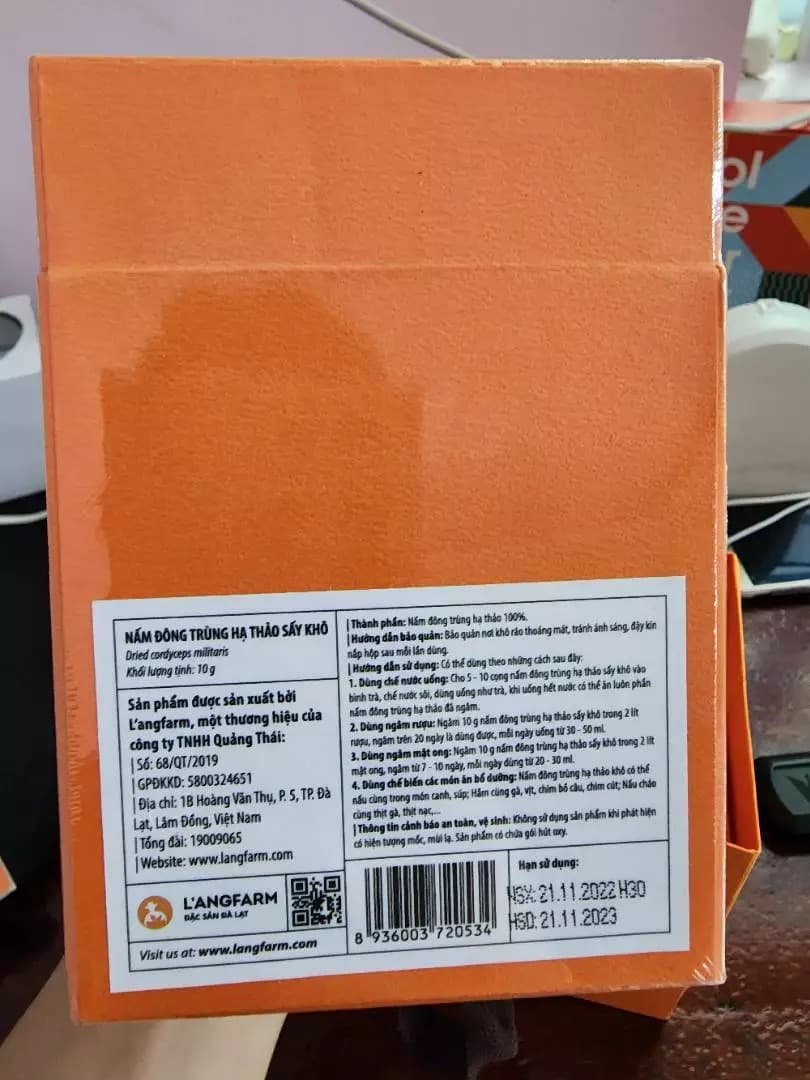 NẤM ĐÔNG TRÙNG HẠ THẢO SẤY KHÔ
Dried cordyceps militaris
Khối lượng tịnh: 10 g
Sản phẩm được sản xuất bởi
L'angfarm, một thương hiệu của
công ty TNHH Quảng Thái:
| Số: 68/QT/2019
| GPĐKKD: 5800324651
| Địa chỉ: 1B Hoàng Văn Thụ, P. 5, TP. Đà
Lạt, Lâm Đồng, Việt Nam
| Tổng đài: 19009065
| Website: www.langfarm.com
L'ANGFARM
ĐẶC SẢN ĐÀ LẠT
Visit us at: www.langfarm.com
| Thành phần: Nấm đông trùng hạ thảo 100%.
| Hướng dẫn bảo quản: Bảo quản nơi khô ráo thoáng mát, tránh ánh sáng, đậy kín
nắp hộp sau mỗi lần dùng.
| Hướng dẫn sử dụng: Có thể dùng theo những cách sau đây:
1. Dùng chế nước uống: Cho 5 - 10 cọng nấm đông trùng hạ thảo sấy khô vào
bình trà, chế nước sôi, dùng uống như trà, khi uống hết nước có thể ăn luôn phần
nấm đông trùng hạ thảo đã ngâm.
2. Dùng ngâm rượu: Ngâm 10 g nấm đông trùng hạ thảo sấy khô trong 2 lít
rượu, ngâm trên 20 ngày là dùng được, mỗi ngày uống từ 30 - 50 ml.
3. Dùng ngâm mật ong: Ngâm 10 g nấm đông trùng hạ thảo sấy khô trong 2 lít
mật ong, ngâm từ 7 - 10 ngày, mỗi ngày dùng từ 20 - 30 ml.
4. Dùng chế biến các món ăn bổ dưỡng: Nấm đông trùng hạ thảo khô có thể
nấu cùng trong món canh, súp; Hầm cùng gà, vịt, chim bồ câu, chim cút; Nấu cháo
cùng thịt gà, thịt nạc,...
| Thông tin cảnh báo an toàn, vệ sinh: Không sử dụng sản phẩm khi phát hiện
có hiện tượng mốc, mùi lạ. Sản phẩm có chứa gói hút oxy.
8 936003 720534
Hạn sử dụng:
NSX: 21.11.2022 H30
HSD: 21.11.2023
ol
e